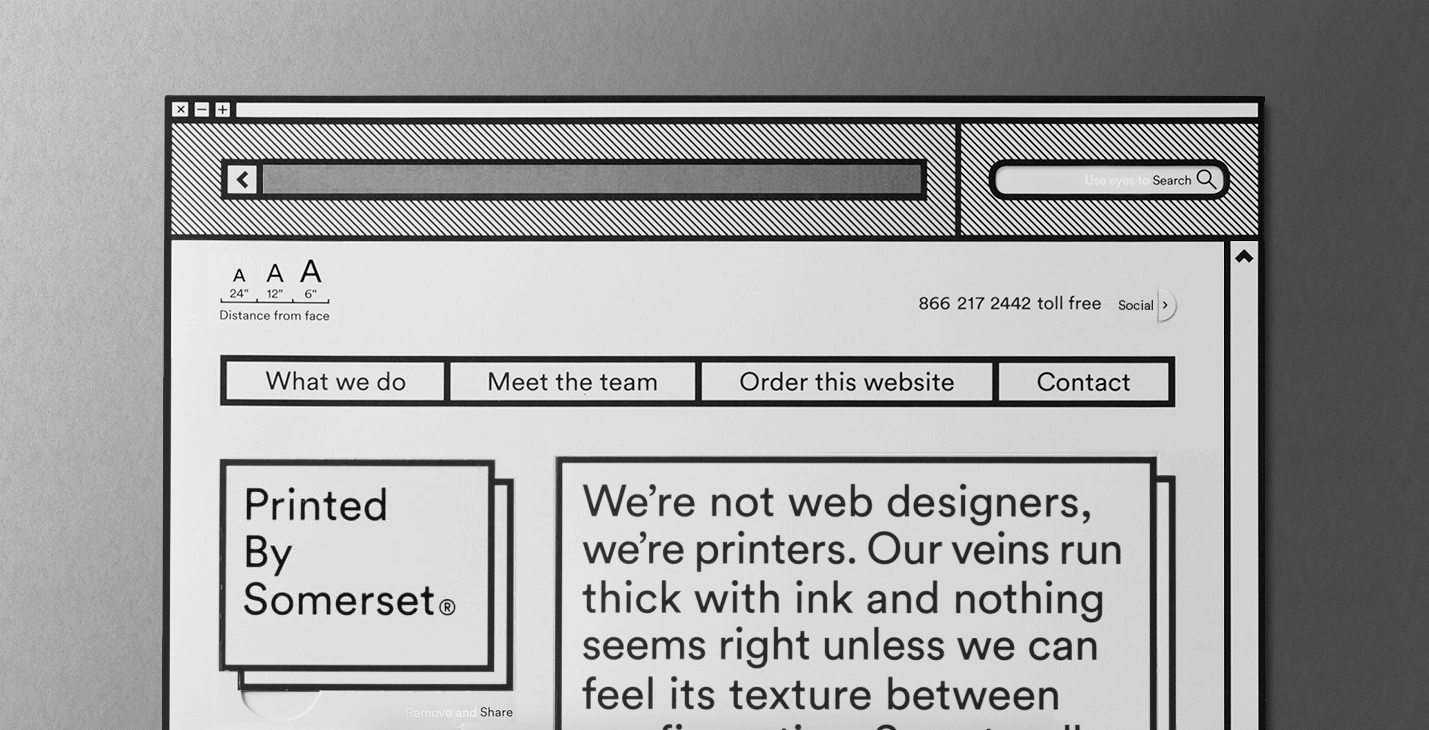 Use eyes to Search
A A A
24" 12" 6"
Distance from face
866 217 2442 toll free Social
What we do Meet the team Order this website Contact
Printed
By
Somerset®
Remove and Share
We're not web designers,
we're printers. Our veins run
thick with ink and nothing
seems right unless we can
feel its texture between